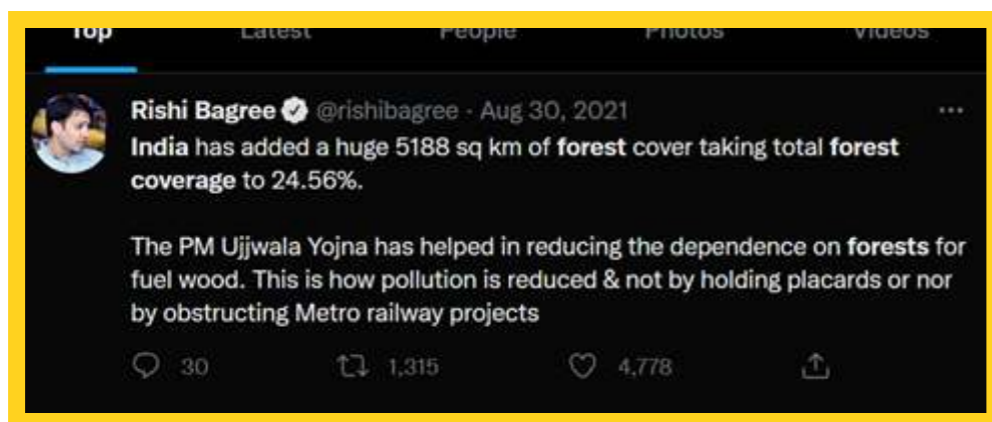 Top Latest People Photos Videos
Rishi Bagree @rishibagree · Aug 30, 2021 ...
India has added a huge 5188 sq km of forest cover taking total forest
coverage to 24.56%.
The PM Ujjwala Yojna has helped in reducing the dependence on forests for
fuel wood. This is how pollution is reduced & not by holding placards or nor
by obstructing Metro railway projects
30 1,315 4,778